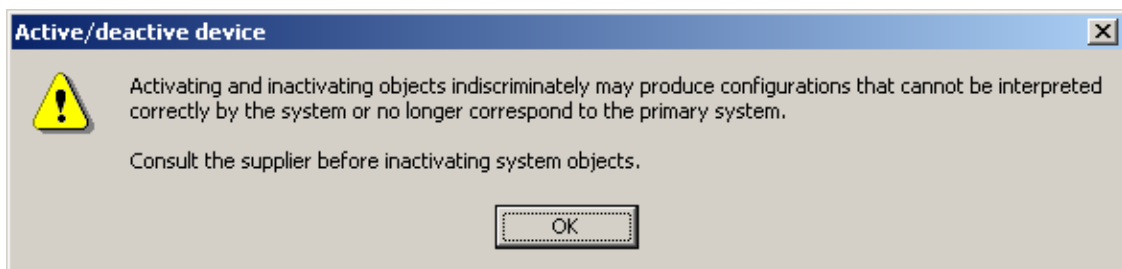 Active/deactive device
Activating and inactivating objects indiscriminately may produce configurations that cannot be interpreted
correctly by the system or no longer correspond to the primary system.
Consult the supplier before inactivating system objects.
OK